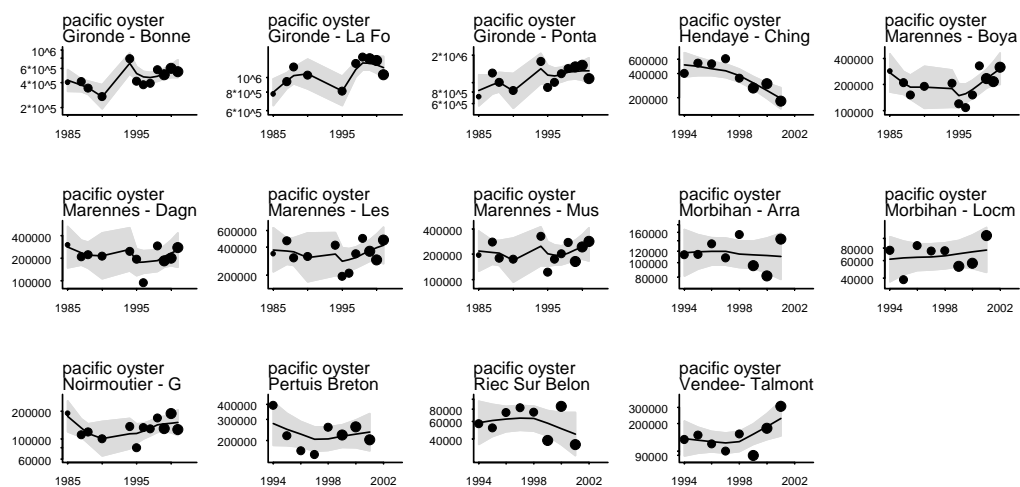 pacific oyster
Gironde - Bonne
10^6
6*10^5
4*10^5
2*10^5
1985
1995
pacific oyster
Gironde - La Fo
10^6
8*10^5
6*10^5
1985
1995
pacific oyster
Gironde - Ponta
2*10^6
10^6
8*10^5
6*10^5
1985
1995
pacific oyster
Hendaye - Ching
600000
400000
200000
1994
1998
2002
pacific oyster
Marennes - Boya
400000
200000
100000
1985
1995
pacific oyster
Marennes - Dagn
400000
200000
100000
1985
1995
pacific oyster
Marennes - Les
600000
400000
200000
1985
1995
pacific oyster
Marennes - Mus
400000
200000
100000
1985
1995
pacific oyster
Morbihan - Arra
160000
120000
100000
80000
1994
1998
2002
pacific oyster
Morbihan - Locm
80000
60000
40000
1994
1998
2002
pacific oyster
Noirmoutier - G
200000
100000
60000
1985
1995
pacific oyster
Pertuis Breton
400000
300000
200000
1994
1998
2002
pacific oyster
Riec Sur Belon
80000
60000
40000
1994
1998
2002
pacific oyster
Vendee- Talmont
300000
200000
150000
90000
1994
1998
2002